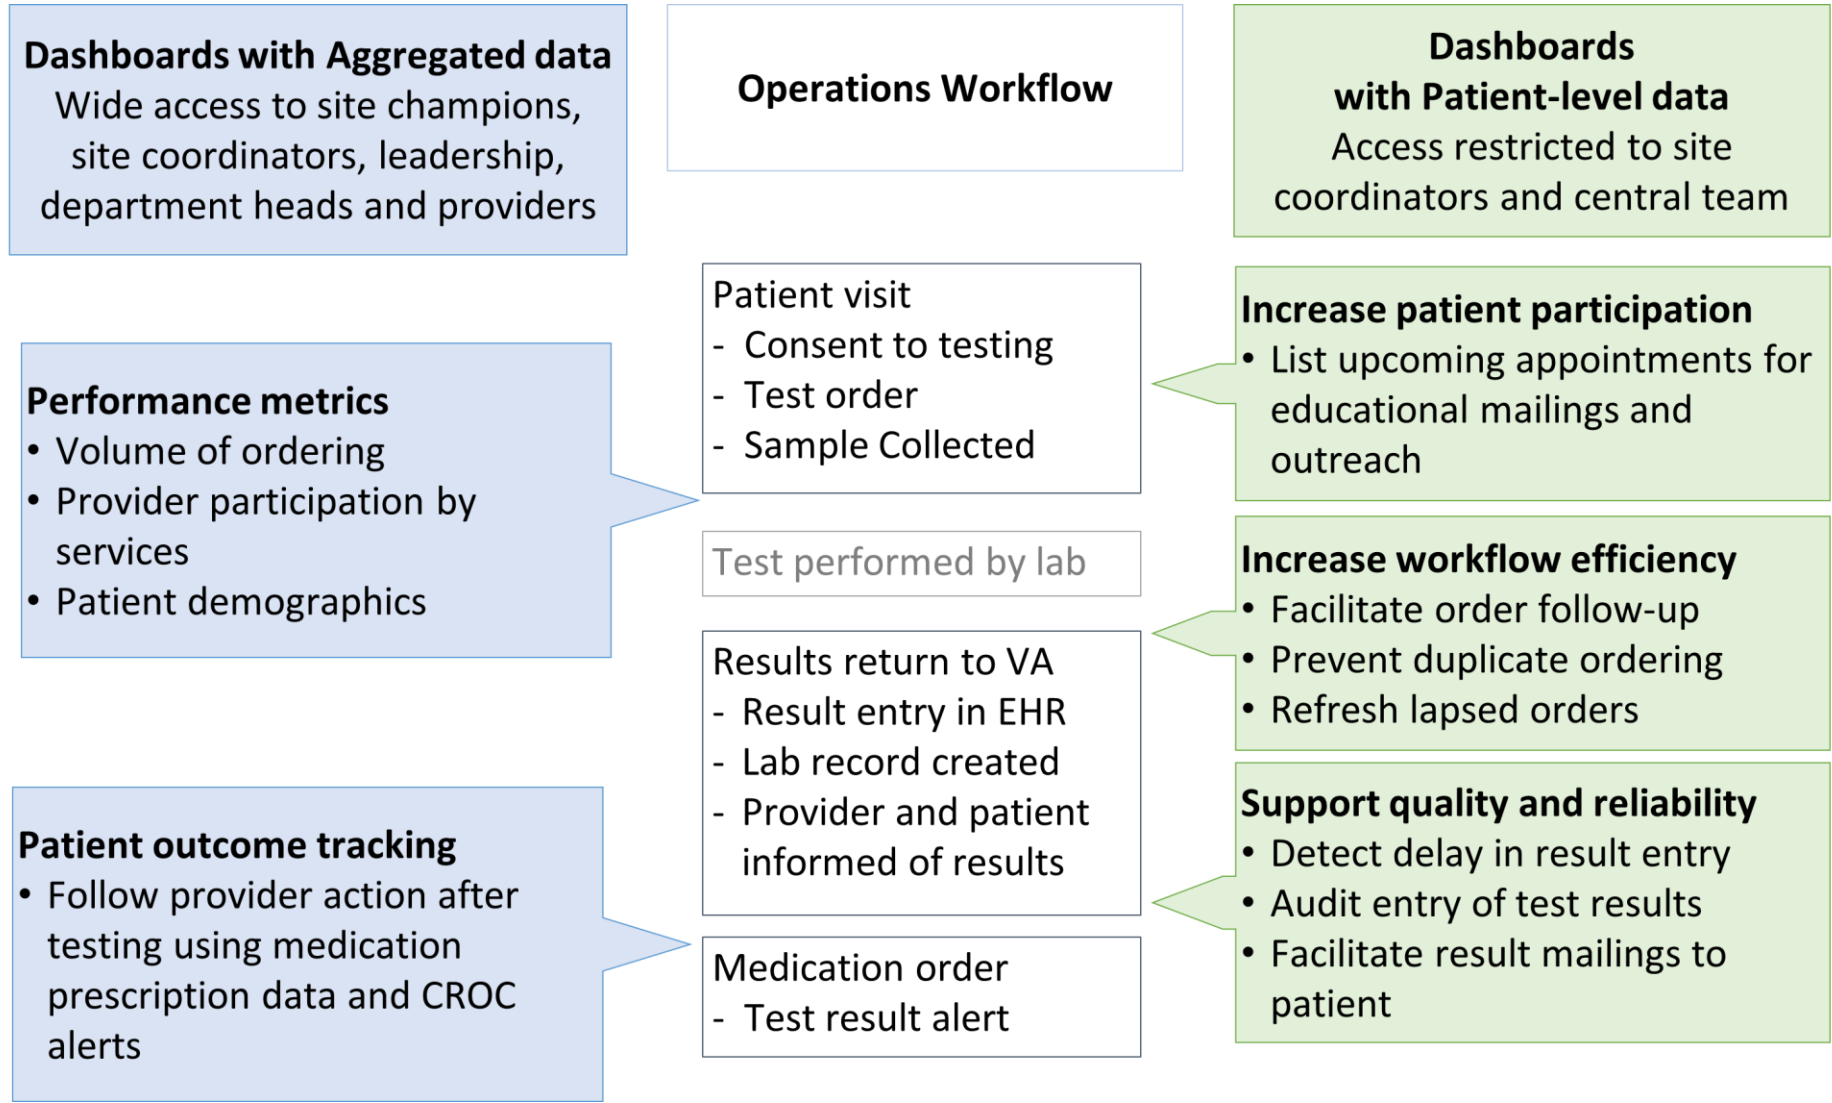 Dashboards with Aggregated data
Wide access to site champions,
site coordinators, leadership,
department heads and providers
Performance metrics
• Volume of ordering
• Provider participation by
services
• Patient demographics
Patient outcome tracking
• Follow provider action after
testing using medication
prescription data and CROC
alerts
Operations Workflow
Patient visit
- Consent to testing
- Test order
- Sample Collected
Test performed by lab
Results return to VA
- Result entry in EHR
- Lab record created
- Provider and patient
informed of results
Medication order
- Test result alert
Dashboards
with Patient-level data
Access restricted to site
coordinators and central team
Increase patient participation
• List upcoming appointments for
educational mailings and
outreach
Increase workflow efficiency
• Facilitate order follow-up
• Prevent duplicate ordering
• Refresh lapsed orders
Support quality and reliability
• Detect delay in result entry
• Audit entry of test results
• Facilitate result mailings to
patient